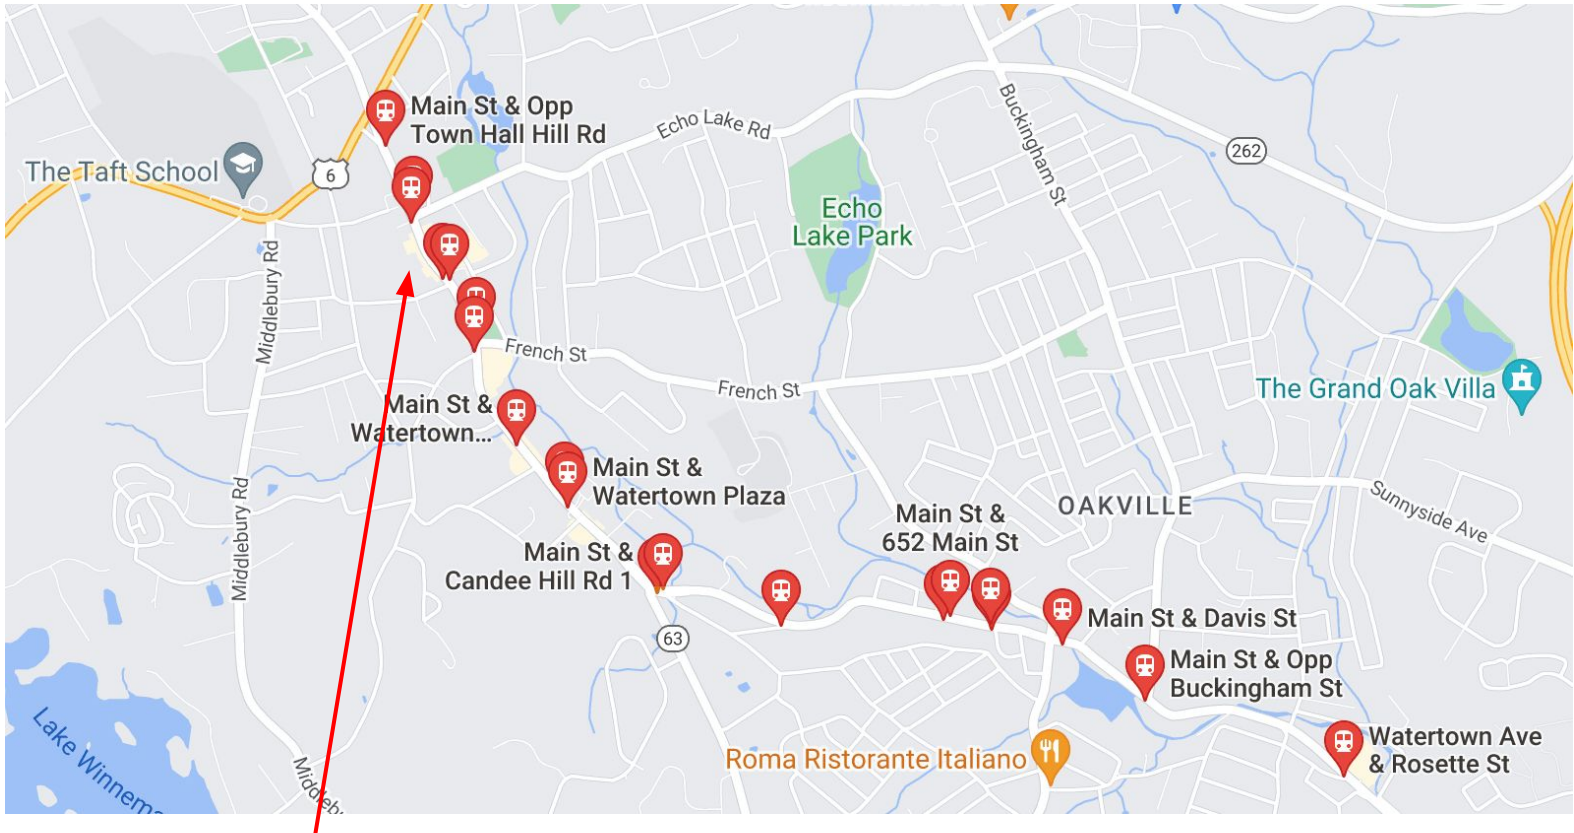 Main St & Opp
Town Hall Hill Rd
Echo Lake Rd
Buckingham St
262
The Taft School
6
Echo
Lake Park
Middlebury Rd
French St
French St
The Grand Oak Villa
Main St &
Watertown...
Main St &
Watertown Plaza
Sunnyside Ave
OAKVILLE
Main St &
652 Main St
Middlebury Rd
Main St &
Candee Hill Rd 1
63
Main St & Davis St
Main St & Opp
Buckingham St
Lake Winnema
Roma Ristorante Italiano
Watertown Ave
& Rosette St
Middlebu